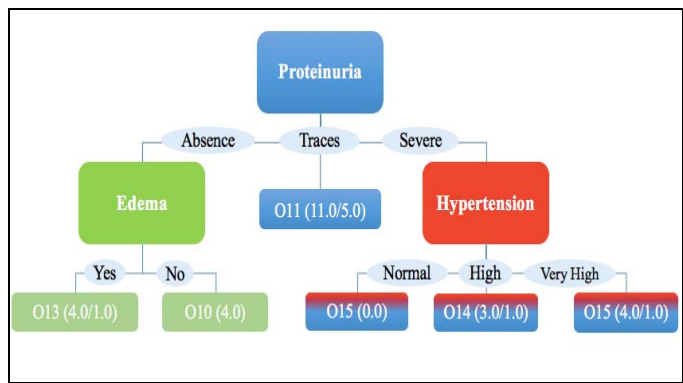 Proteinuria
Absence
Traces
Severe
Edema
O11 (11.0/5.0)
Hypertension
Yes
No
Normal
High
Very High
O13 (4.0/1.0)
O10 (4.0)
O15 (0.0)
O14 (3.0/1.0)
O15 (4.0/1.0)